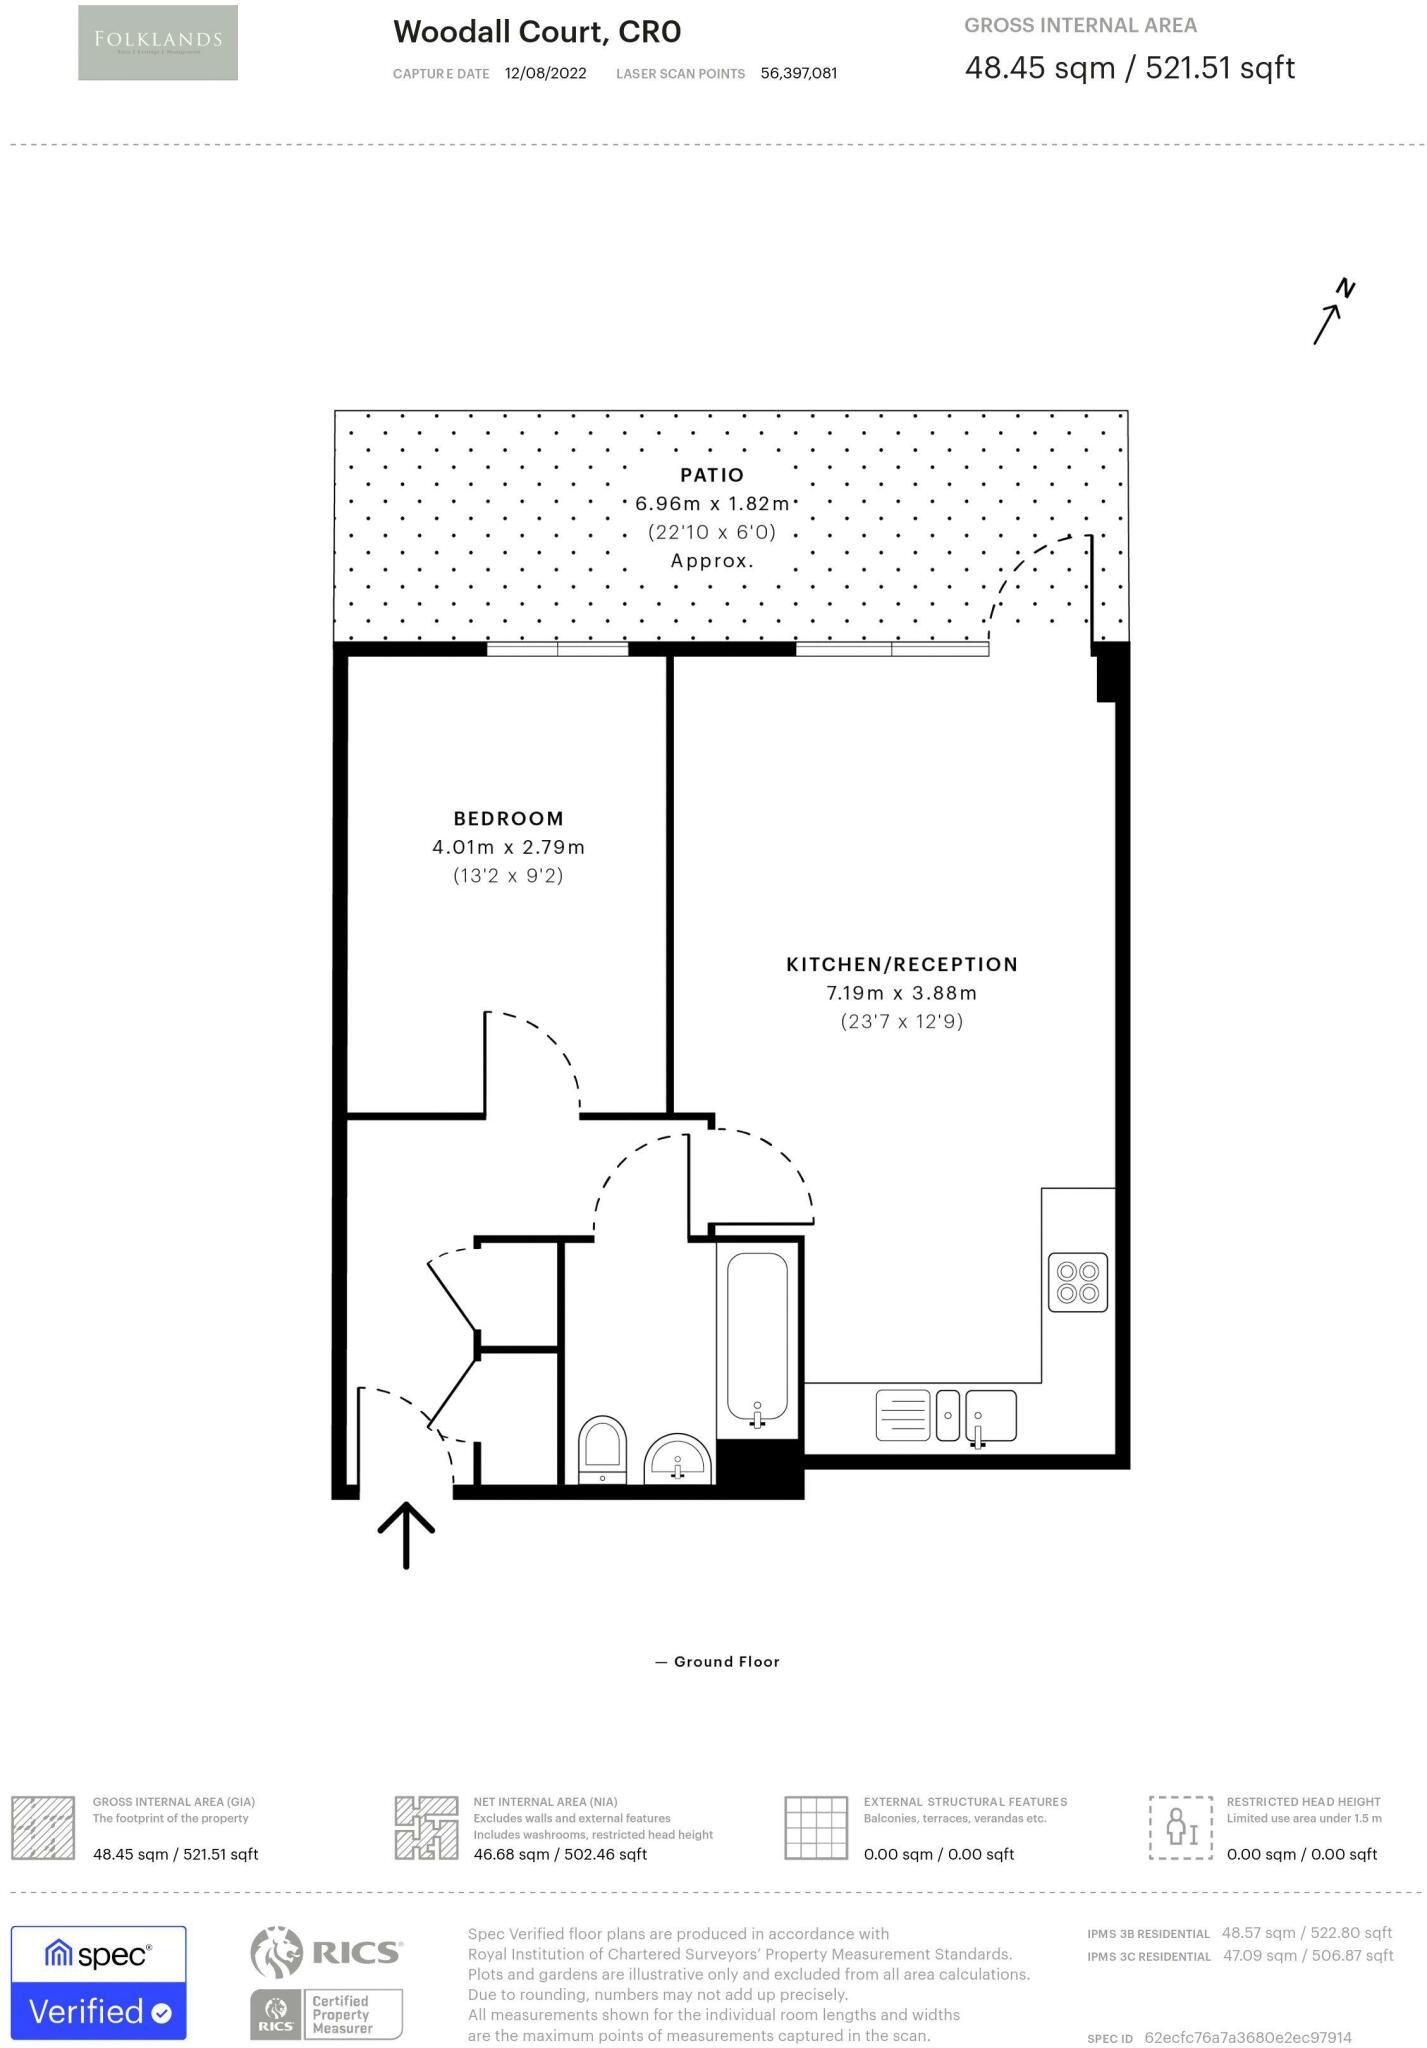 FOLKLANDS
Woodall Court, CR0
CAPTURE DATE 12/08/2022 LASER SCAN POINTS 56,397,081
GROSS INTERNAL AREA
48.45 sqm / 521.51 sqft
N
PATIO
6.96m x 1.82m
(22'10 x 6'0)
Approx.
BEDROOM
4.01m x 2.79m
(13'2 x 9'2)
KITCHEN/RECEPTION
7.19m x 3.88m
(23'7 x 12'9)
— Ground Floor
GROSS INTERNAL AREA (GIA)
The footprint of the property
48.45 sqm / 521.51 sqft
NET INTERNAL AREA (NIA)
Excludes walls and external features
Includes washrooms, restricted head height
46.68 sqm / 502.46 sqft
EXTERNAL STRUCTURAL FEATURES
Balconies, terraces, verandas etc.
0.00 sqm / 0.00 sqft
RESTRICTED HEAD HEIGHT
Limited use area under 1.5 m
0.00 sqm / 0.00 sqft
spec®
Verified
RICS®
RICS
Certified
Property
Measurer
Spec Verified floor plans are produced in accordance with
Royal Institution of Chartered Surveyors' Property Measurement Standards.
Plots and gardens are illustrative only and excluded from all area calculations.
Due to rounding, numbers may not add up precisely.
All measurements shown for the individual room lengths and widths
are the maximum points of measurements captured in the scan.
IPMS 3B RESIDENTIAL 48.57 sqm / 522.80 sqft
IPMS 3C RESIDENTIAL 47.09 sqm / 506.87 sqft
SPEC ID 62ecfc76a7a3680e2ec97914